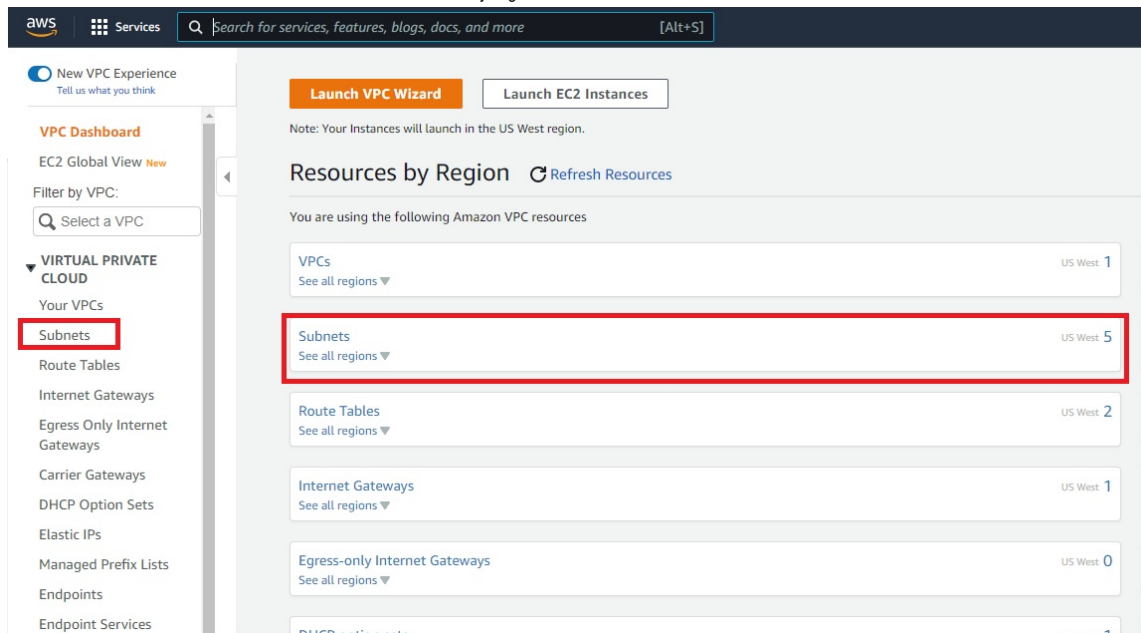 aws
Services
Search for services, features, blogs, docs, and more
[Alt+S]
New VPC Experience
Tell us what you think
VPC Dashboard
EC2 Global View New
Filter by VPC:
Select a VPC
VIRTUAL PRIVATE
CLOUD
Your VPCs
Subnets
Route Tables
Internet Gateways
Egress Only Internet
Gateways
Carrier Gateways
DHCP Option Sets
Elastic IPs
Managed Prefix Lists
Endpoints
Endpoint Services
Launch VPC Wizard
Launch EC2 Instances
Note: Your Instances will launch in the US West region.
Resources by Region
Refresh Resources
You are using the following Amazon VPC resources
VPCs
US West 1
See all regions
Subnets
US West 5
See all regions
Route Tables
US West 2
See all regions
Internet Gateways
US West 1
See all regions
Egress-only Internet Gateways
US West 0
See all regions